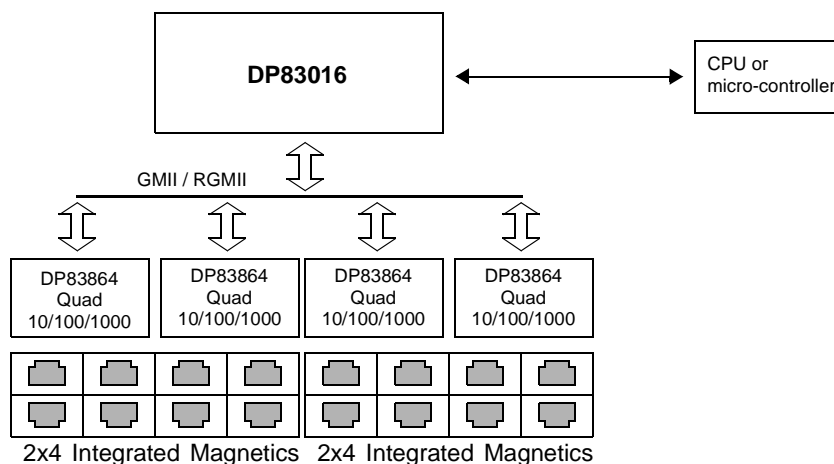 DP83016
CPU or
micro-controller
GMII / RGMII
DP83864
Quad
10/100/1000
DP83864
Quad
10/100/1000
DP83864
Quad
10/100/1000
DP83864
Quad
10/100/1000
2x4 Integrated Magnetics
2x4 Integrated Magnetics